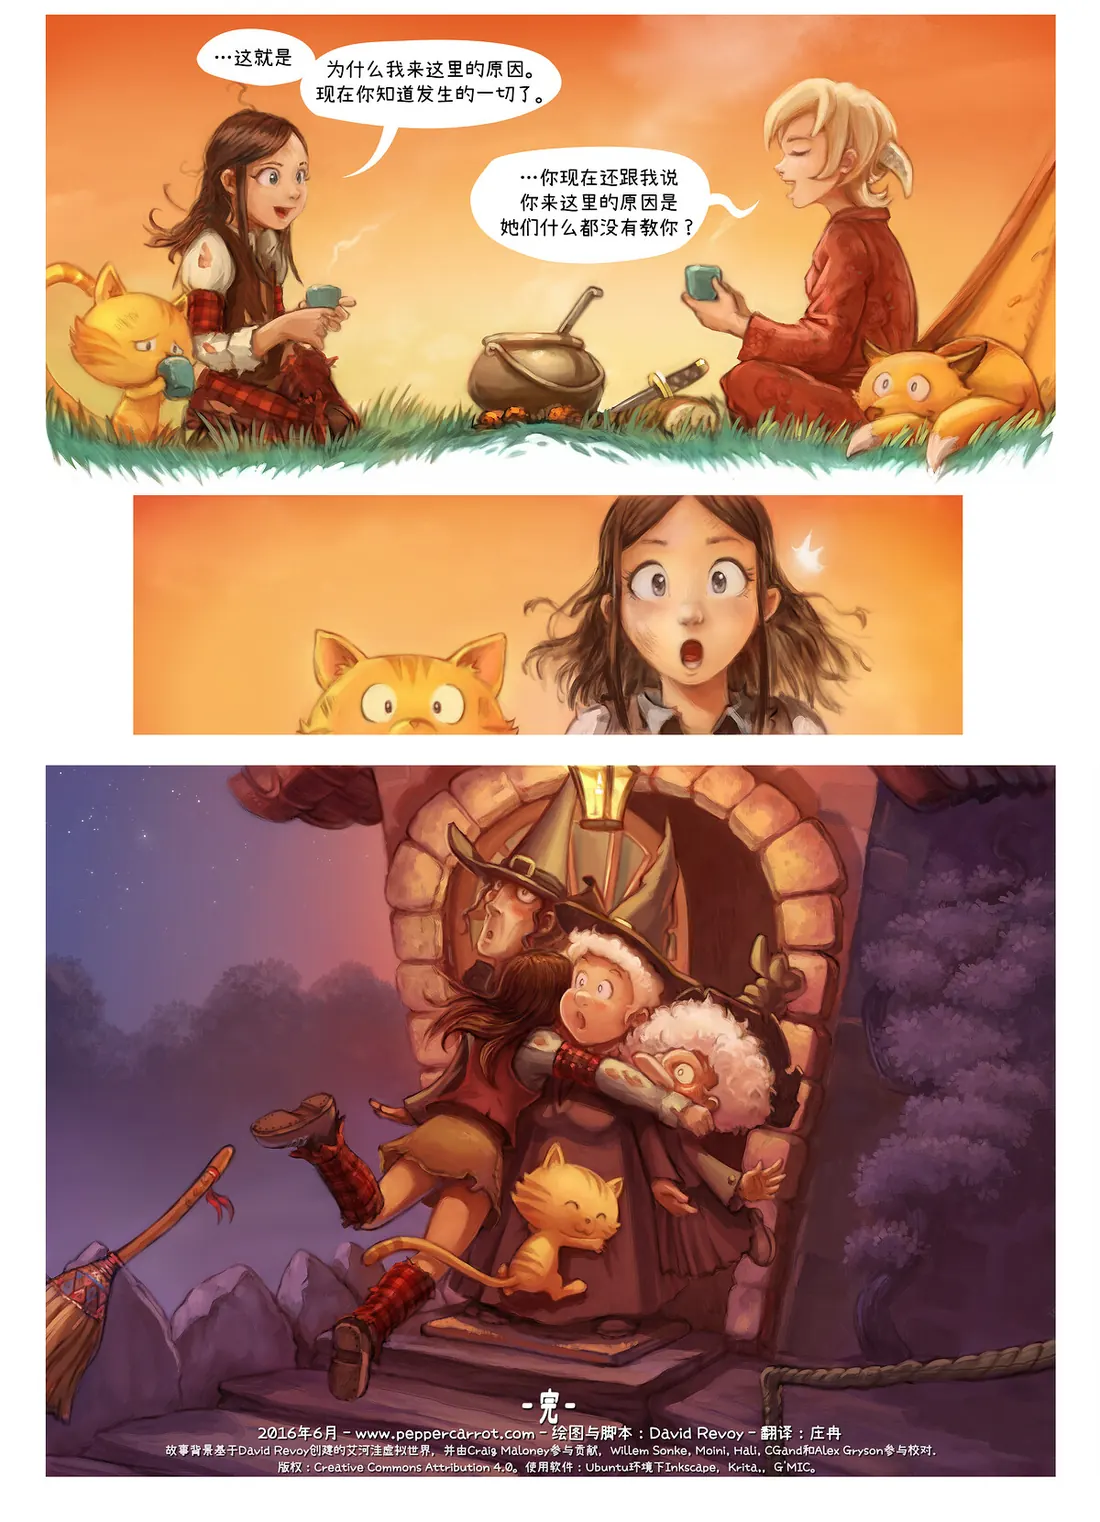 …这就是
为什么我来这里的原因。
现在你知道发生的一切了。
…你现在还跟我说
你来这里的原因是
她们什么都没有教你？
-完-
2016年6月 - www.peppercarrot.com - 绘图与脚本：David Revoy - 翻译：庄冉
故事背景基于David Revoy创建的艾河洼虚拟世界，并由Craig Maloney参与贡献，Willem Sonke, Moini, Hali, CGand和Alex Gryson参与校对.
版权：Creative Commons Attribution 4.0。使用软件：Ubuntu环境下Inkscape，Krita,，G'MIC。